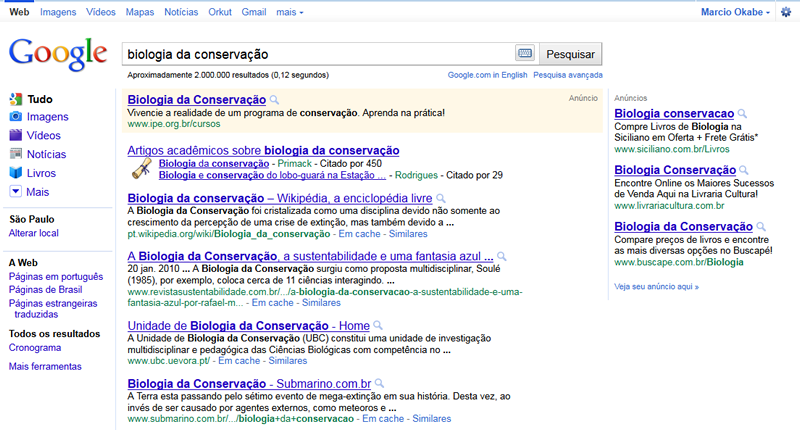 Web Imagens Vídeos Mapas Notícias Orkut Gmail mais
Marcio Okabe
Google
biologia da conservação
Pesquisar
Aproximadamente 2.000.000 resultados (0,12 segundos)
Google.com in English Pesquisa avançada
Tudo
Imagens
Vídeos
Notícias
Livros
Mais
São Paulo
Alterar local
A Web
Páginas em português
Páginas de Brasil
Páginas estrangeiras
traduzidas
Todos os resultados
Cronograma
Mais ferramentas
Biologia da Conservação
Anúncio
Vivencie a realidade de um programa de conservação. Aprenda na prática!
www.ipe.org.br/cursos
Artigos acadêmicos sobre biologia da conservação
Biologia da conservação - Primack - Citado por 450
Biologia e conservação do lobo-guará na Estação ... - Rodrigues - Citado por 29
Biologia da conservação – Wikipédia, a enciclopédia livre
A Biologia da Conservação foi cristalizada como uma disciplina devido não somente ao
crescimento da percepção de uma crise de extinção, mas também devido a ...
pt.wikipedia.org/wiki/Biologia_da_conservação - Em cache - Similares
A Biologia da Conservação, a sustentabilidade e uma fantasia azul ...
20 jan. 2010 ... A Biologia da Conservação surgiu como proposta multidisciplinar, Soulé
(1985), por exemplo, coloca cerca de 11 ciências interagindo. ...
www.revistasustentabilidade.com.br/.../a-biologia-da-conservacao-a-sustentabilidade-e-uma-
fantasia-azul-por-rafael-m... - Em cache - Similares
Unidade de Biologia da Conservação - Home
A Unidade de Biologia da Conservação (UBC) constitui uma unidade de investigação
multidisciplinar e pedagógica das Ciências Biológicas com competência no ...
www.ubc.uevora.pt/ - Em cache - Similares
Biologia da Conservação - Submarino.com.br
A Terra esta passando pelo sétimo evento de mega-extinção em sua história. Desta vez, ao
invés de ser causado por agentes externos, como meteoros e ...
www.submarino.com.br/.../biologia+da+conservacao - Em cache - Similares
Anúncios
Biologia conservacao
Compre Livros de Biologia na
Siciliano em Oferta + Frete Grátis*
www.siciliano.com.br/Livros
Biologia Conservação
Encontre Online os Maiores Sucessos
de Venda Aqui na Livraria Cultura!
www.livrariacultura.com.br
Biologia da Conservação
Compare preços de livros e encontre
as mais diversas opções no Buscapé!
www.buscape.com.br/Biologia
Veja seu anúncio aqui »